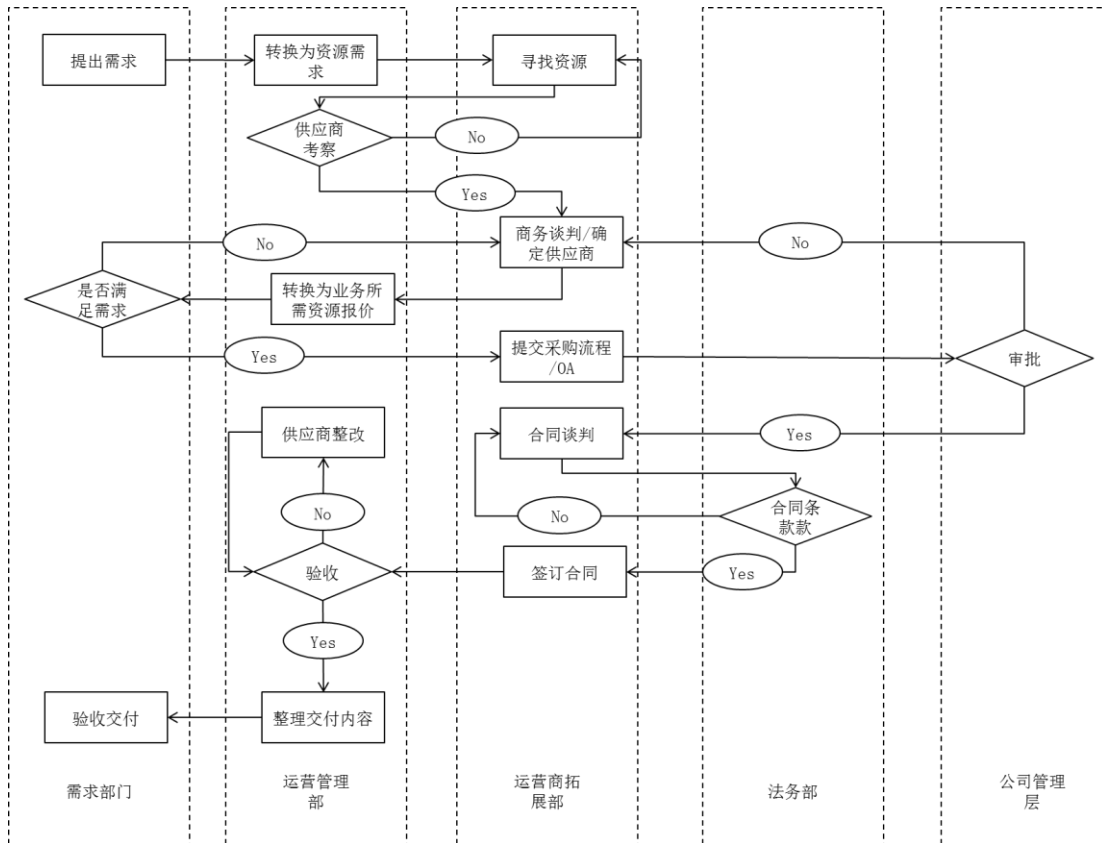 提出需求
转换为资源需
求
寻找资源
供应商
考察
No
Yes
商务谈判/确
定供应商
No
No
是否满
足需求
转换为业务所
需资源报价
Yes
提交采购流程
/OA
审批
供应商整改
合同谈判
Yes
合同条
款款
No
No
验收
签订合同
Yes
Yes
验收交付
整理交付内容
需求部门
运营管理
部
运营商拓
展部
法务部
公司管理
层